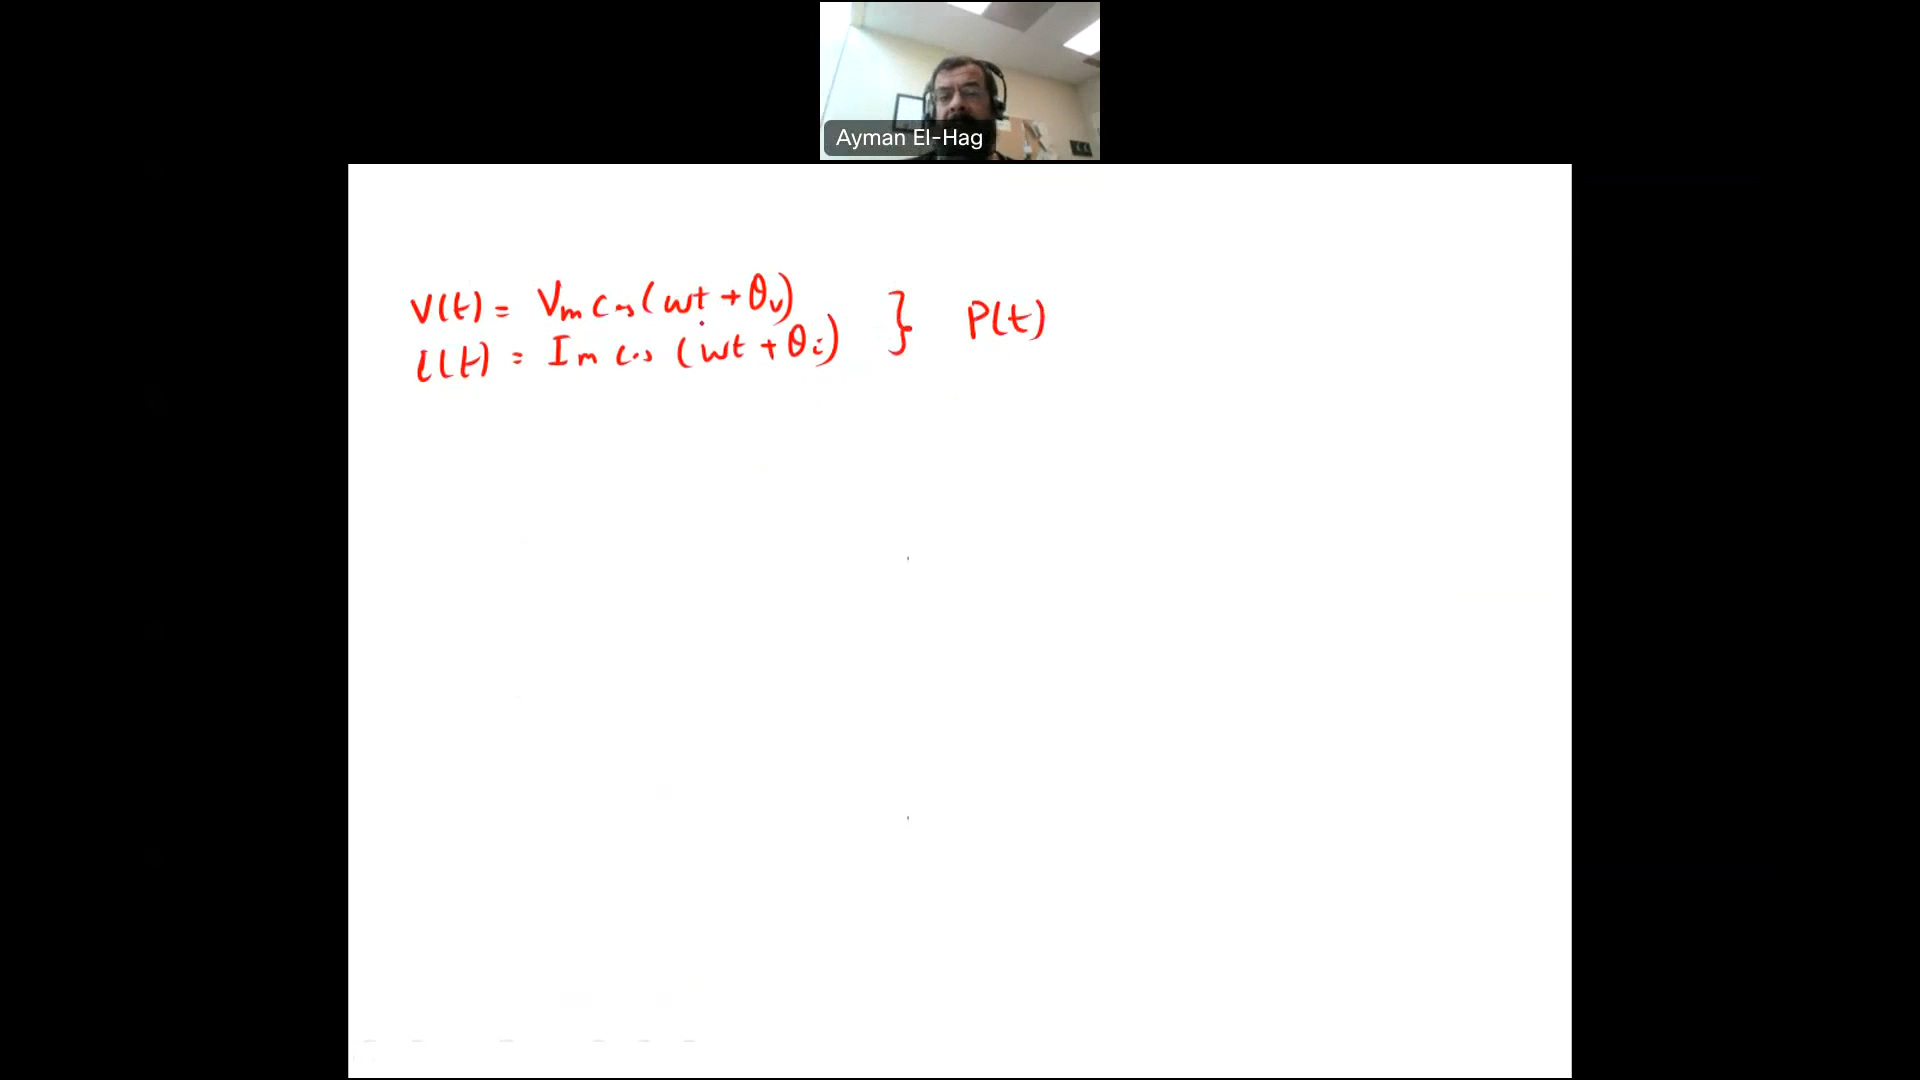 Ayman El-Hag
V(t) = Vm Cos(wt + θv) } P(t)
i(t) = Im Cos (wt + θi)